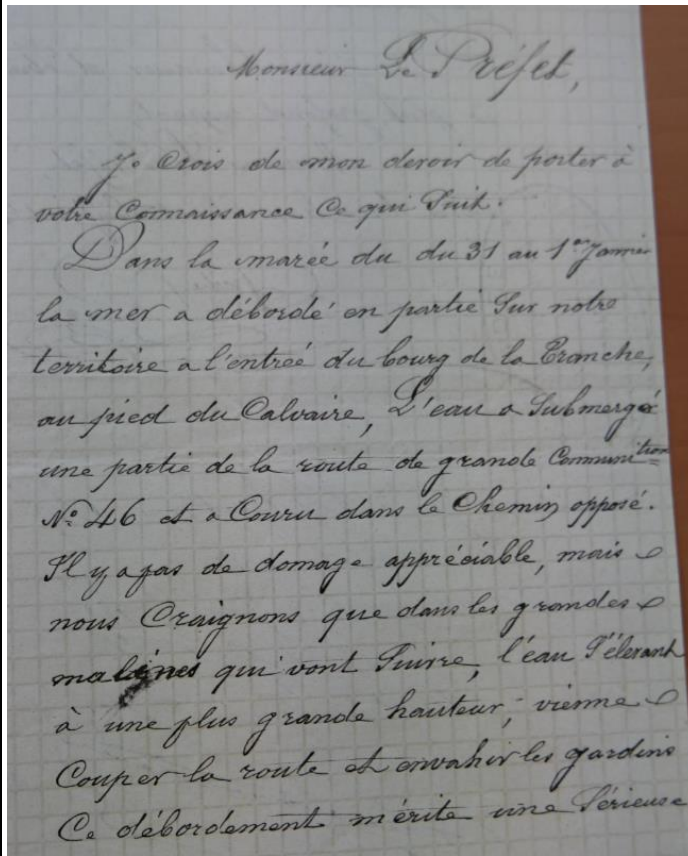 Monsieur Le Préfet,
Je Crois de mon devoir de porter à
votre Connaissance Ce qui Suit.
Dans la marée du du 31 au 1er Janvier
la mer a débordé en partie Sur notre
territoire a l'entrée du bourg de la Tranche,
au pied du Calvaire, L'eau a Submergé
une partie de la route de grande Communition
N° 46 et a Couru dans le Chemin opposé.
Il y a pas de domage appréciable, mais
nous Craignons que dans les grandes
malines qui vont Suivre, l'eau S'élevant
à une plus grande hauteur, vienne
Couper la route et envahir les gardins
Ce débordement mérite une Sérieuse